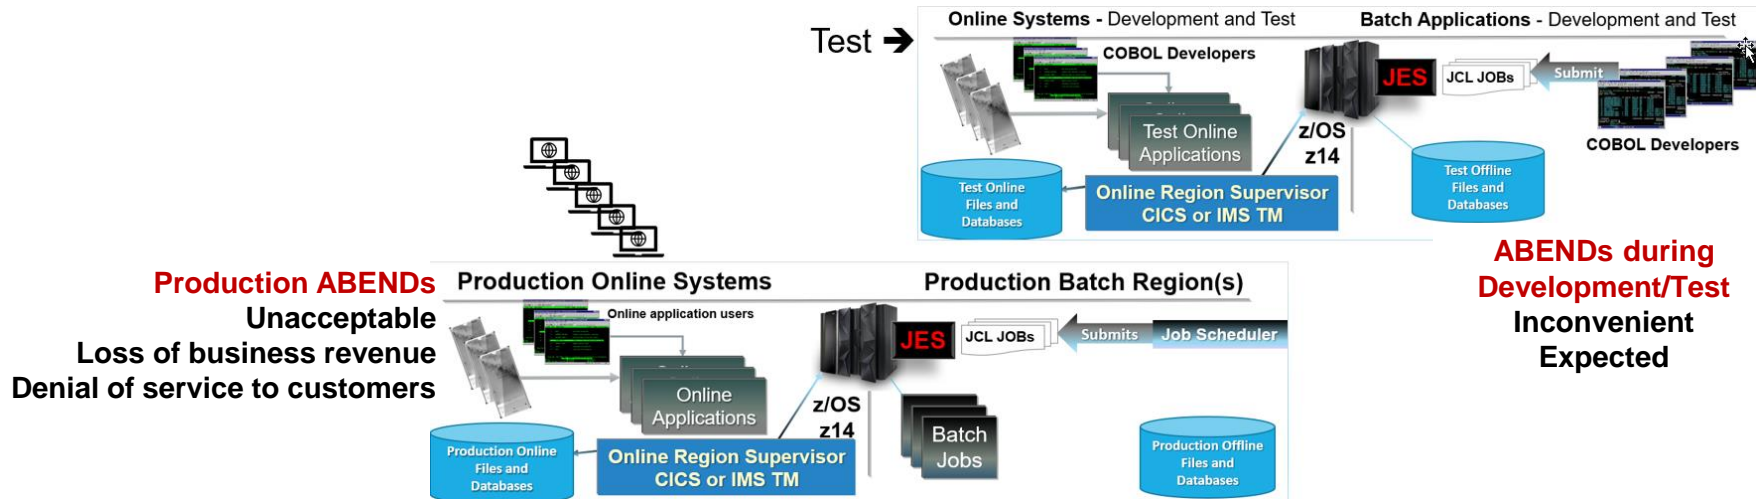 Test ➔
Online Systems - Development and Test
Batch Applications - Development and Test
COBOL Developers
JES
JCL JOBs
Submit
Test Online
Applications
z/OS
z14
COBOL Developers
Test Online
Files and
Databases
Online Region Supervisor
CICS or IMS TM
Test Offline
Files and
Databases
ABENDs during
Development/Test
Inconvenient
Expected
Production ABENDs
Unacceptable
Loss of business revenue
Denial of service to customers
Production Online Systems
Production Batch Region(s)
Online application users
JES
JCL JOBs
Submits
Job Scheduler
Online
Applications
z/OS
z14
Batch
Jobs
Production Online
Files and
Databases
Online Region Supervisor
CICS or IMS TM
Production Offline
Files and
Databases